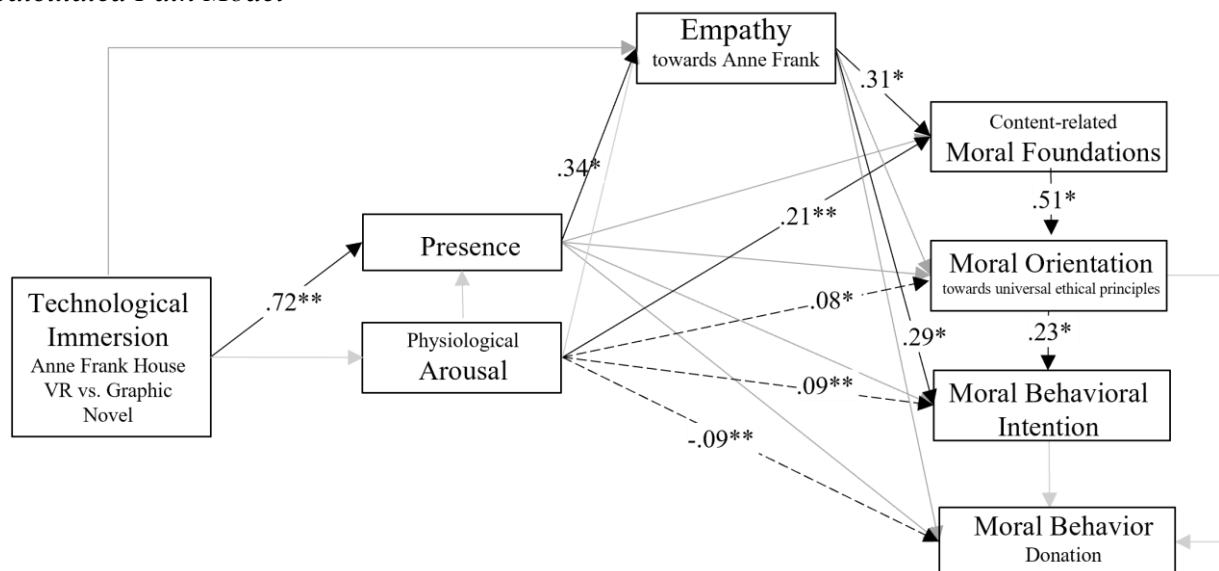 Path Model
Empathy
towards Anne Frank
.31*
Content-related
Moral Foundations
.34*
.51*
.21**
Presence
Moral Orientation
towards universal ethical principles
Technological
Immersion
Anne Frank House
VR vs. Graphic
Novel
.72**
.08*
Physiological
Arousal
.29*
.23*
.09**
Moral Behavioral
Intention
-.09**
Moral Behavior
Donation